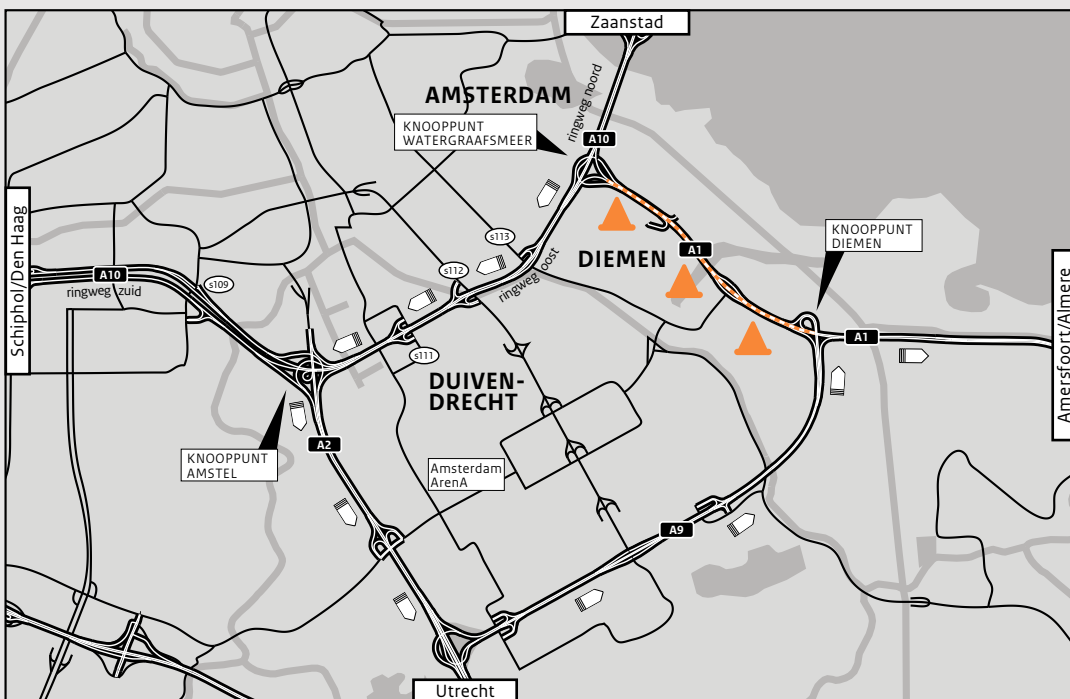 Zaanstad
AMSTERDAM
ringweg noord
KNOOPPUNT
WATERGRAAFSMEER
A10
Schiphol/Den Haag
A10
ringweg zuid
s109
s113
s112
ringweg oost
s111
DIEMEN
A1
KNOOPPUNT
DIEMEN
A1
Amersfoort/Almere
DUIVEN-
DRECHT
KNOOPPUNT
AMSTEL
A2
Amsterdam
ArenA
A9
Utrecht